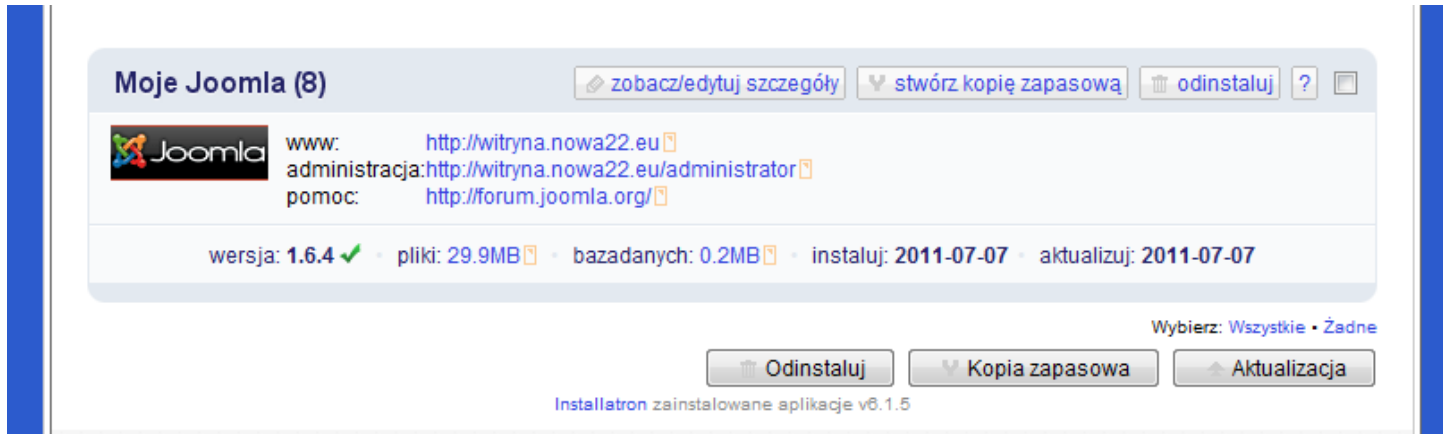 Moje Joomla (8) zobacz/edytuj szczegóły stwórz kopię zapasową odinstaluj ?
Joomla
www: http://witryna.nowa22.eu
administracja:http://witryna.nowa22.eu/administrator
pomoc: http://forum.joomla.org/
wersja: 1.6.4 • pliki: 29.9MB • bazadanych: 0.2MB • instaluj: 2011-07-07 • aktualizuj: 2011-07-07
Wybierz: Wszystkie • Żadne
Odinstaluj Kopia zapasowa Aktualizacja
Installatron zainstalowane aplikacje v6.1.5